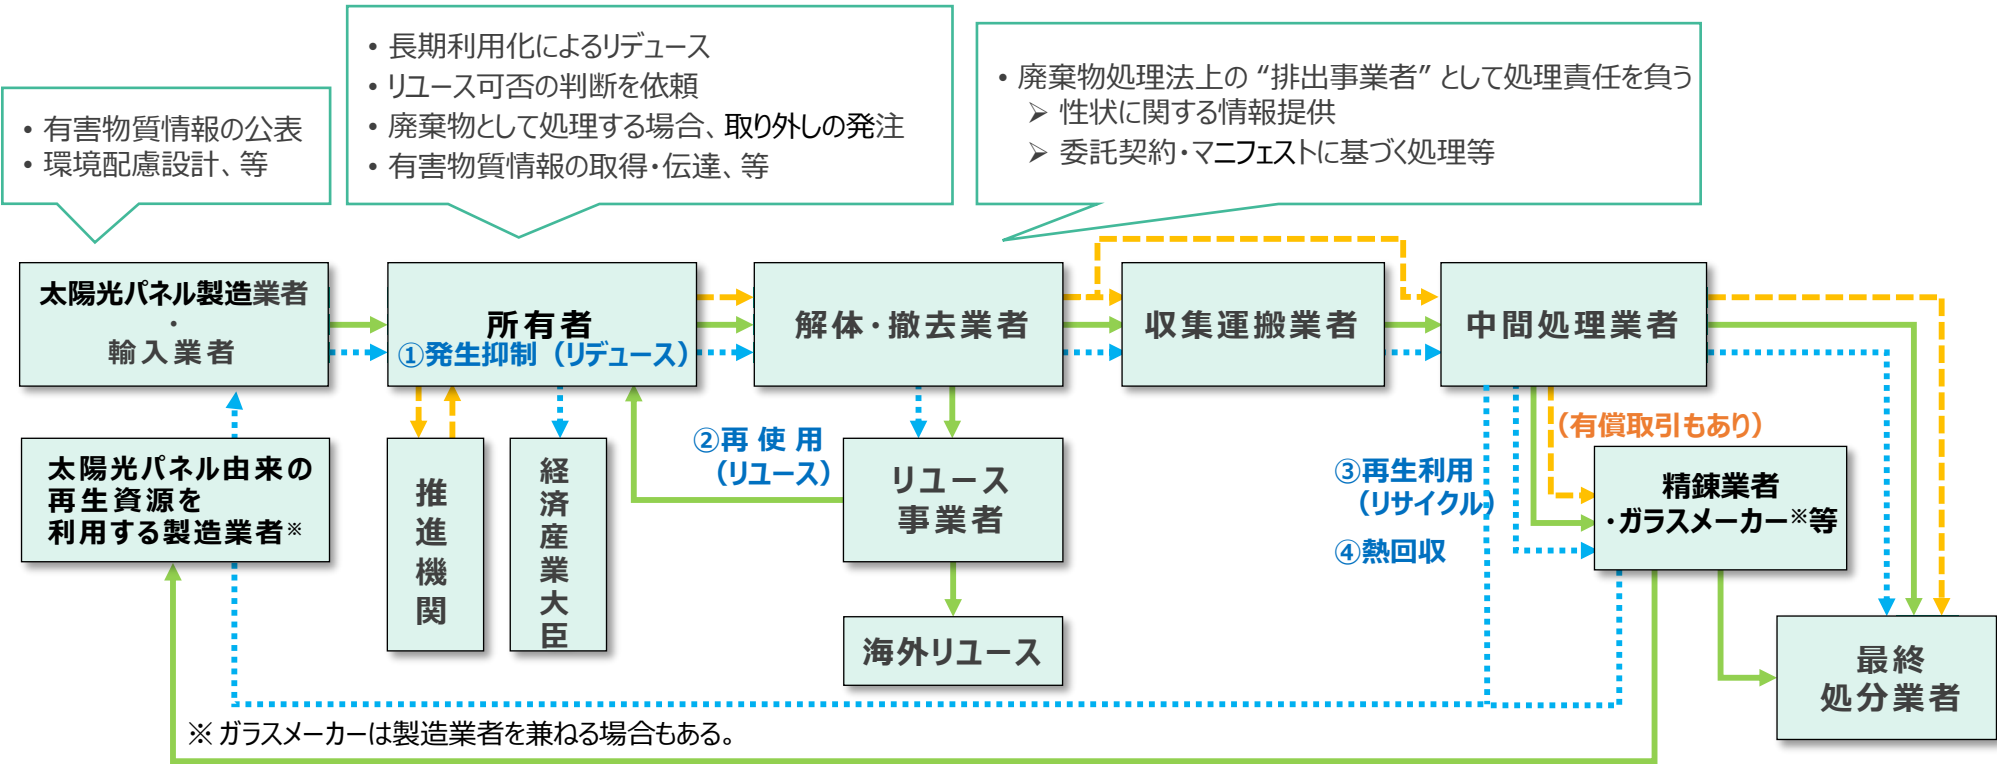 • 有害物質情報の公表
• 環境配慮設計、等
• 長期利用化によるリデュース
• リユース可否の判断を依頼
• 廃棄物として処理する場合、取り外しの発注
• 有害物質情報の取得・伝達、等
• 廃棄物処理法上の “排出事業者” として処理責任を負う
➢ 性状に関する情報提供
➢ 委託契約・マニフェストに基づく処理等
太陽光パネル製造業者
・
輸入業者
所有者
①発生抑制（リデュース）
解体・撤去業者
収集運搬業者
中間処理業者
太陽光パネル由来の
再生資源を
利用する製造業者※
推進機関
経済産業大臣
②再使用
（リユース）
リユース
事業者
海外リユース
③再生利用
（リサイクル）
④熱回収
（有償取引もあり）
精錬業者
・ガラスメーカー※等
最終
処分業者
※ ガラスメーカーは製造業者を兼ねる場合もある。